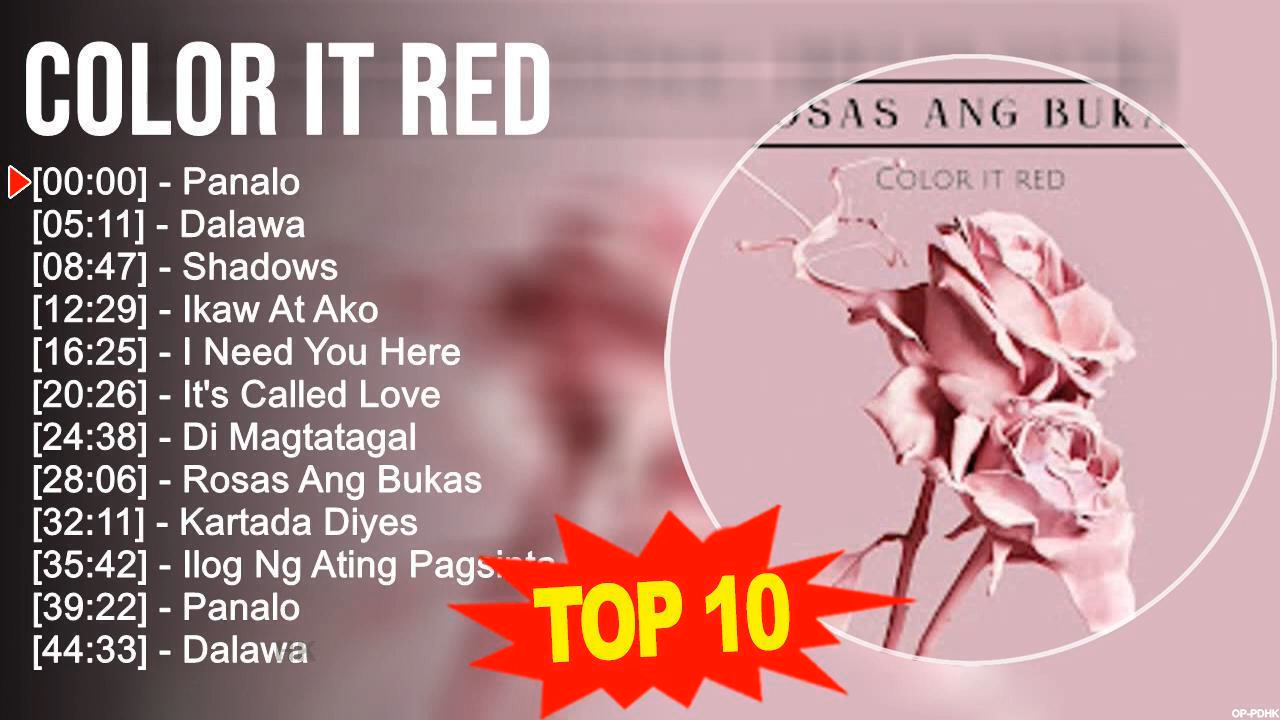 COLOR IT RED
[00:00] - Panalo
[05:11] - Dalawa
[08:47] - Shadows
[12:29] - Ikaw At Ako
[16:25] - I Need You Here
[20:26] - It's Called Love
[24:38] - Di Magtatagal
[28:06] - Rosas Ang Bukas
[32:11] - Kartada Diyes
[35:42] - Ilog Ng Ating
[39:22] - Panalo
[44:33] - Dalawa
OSAS ANG BUKA
COLOR IT RED
TOP 10
OP-PDHK